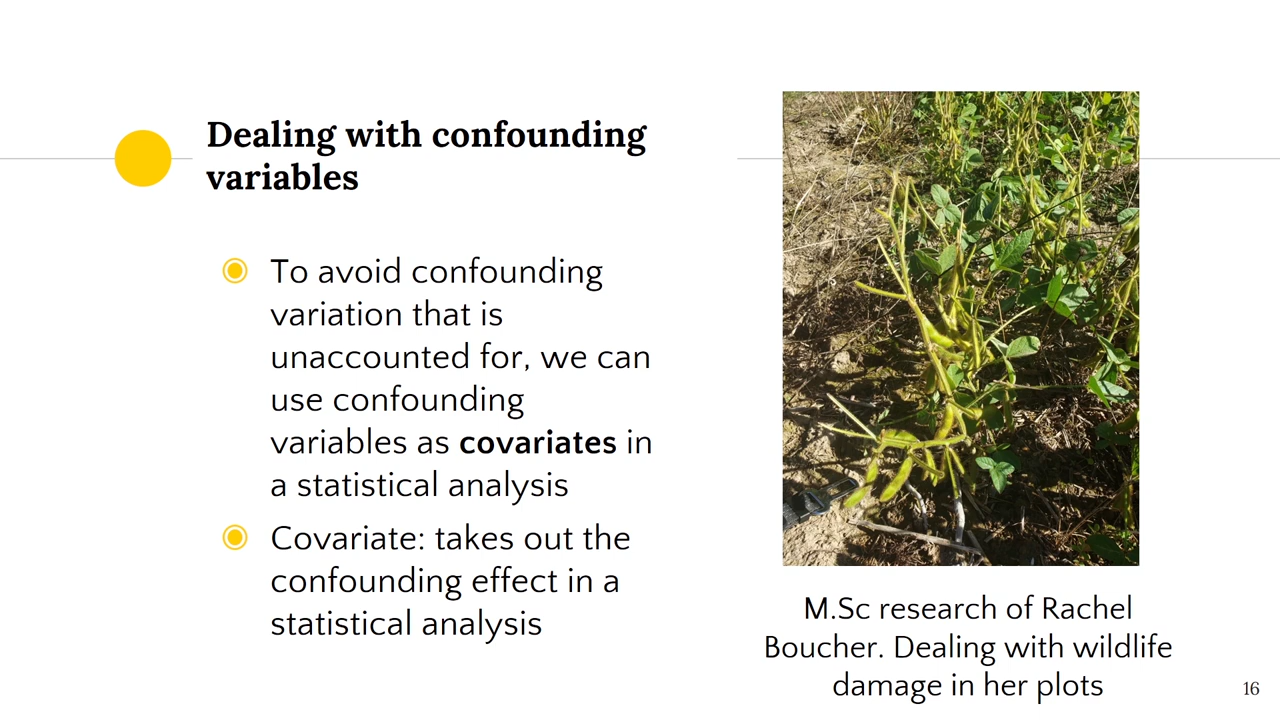 Dealing with confounding
variables
To avoid confounding
variation that is
unaccounted for, we can
use confounding
variables as covariates in
a statistical analysis
Covariate: takes out the
confounding effect in a
statistical analysis
M.Sc research of Rachel
Boucher. Dealing with wildlife
damage in her plots
16